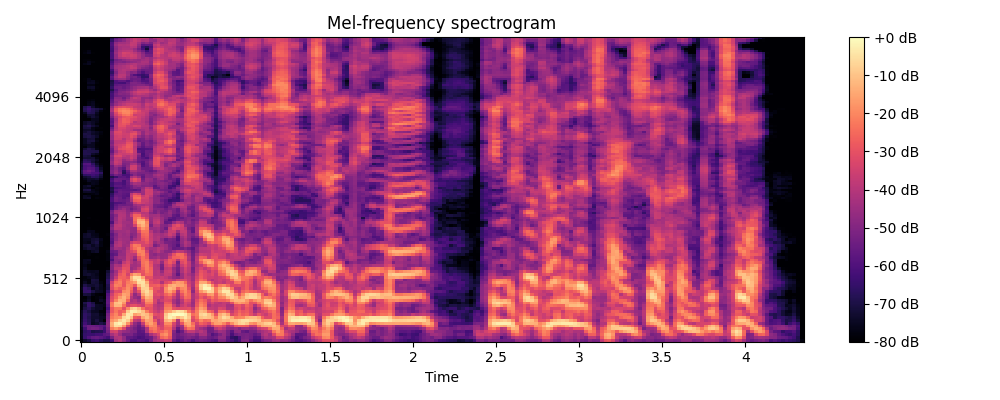 Mel-frequency spectrogram
+0 dB
-10 dB
-20 dB
-30 dB
-40 dB
-50 dB
-60 dB
-70 dB
-80 dB
Hz
4096
2048
1024
512
0
0 0.5 1 1.5 2 2.5 3 3.5 4
Time